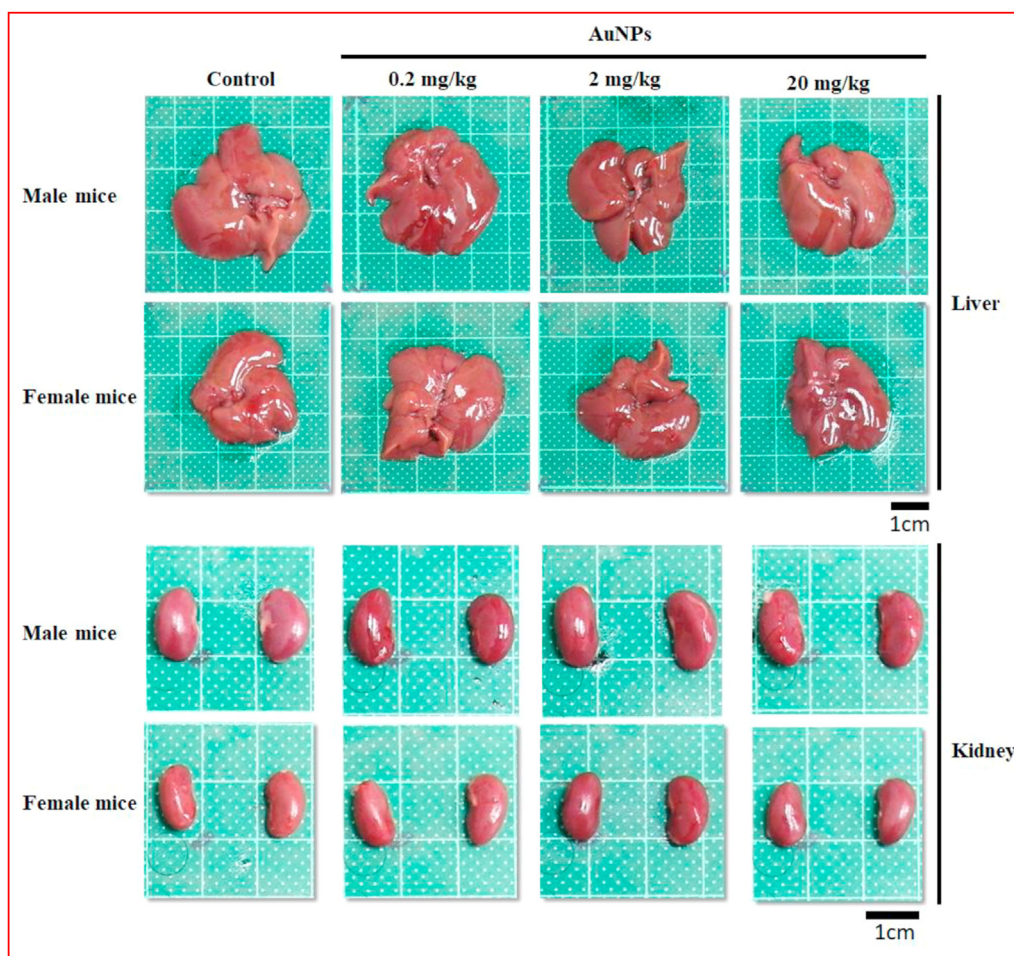 AuNPs
Control 0.2 mg/kg 2 mg/kg 20 mg/kg
Male mice
Liver
Female mice
1cm
Male mice
Kidney
Female mice
1cm